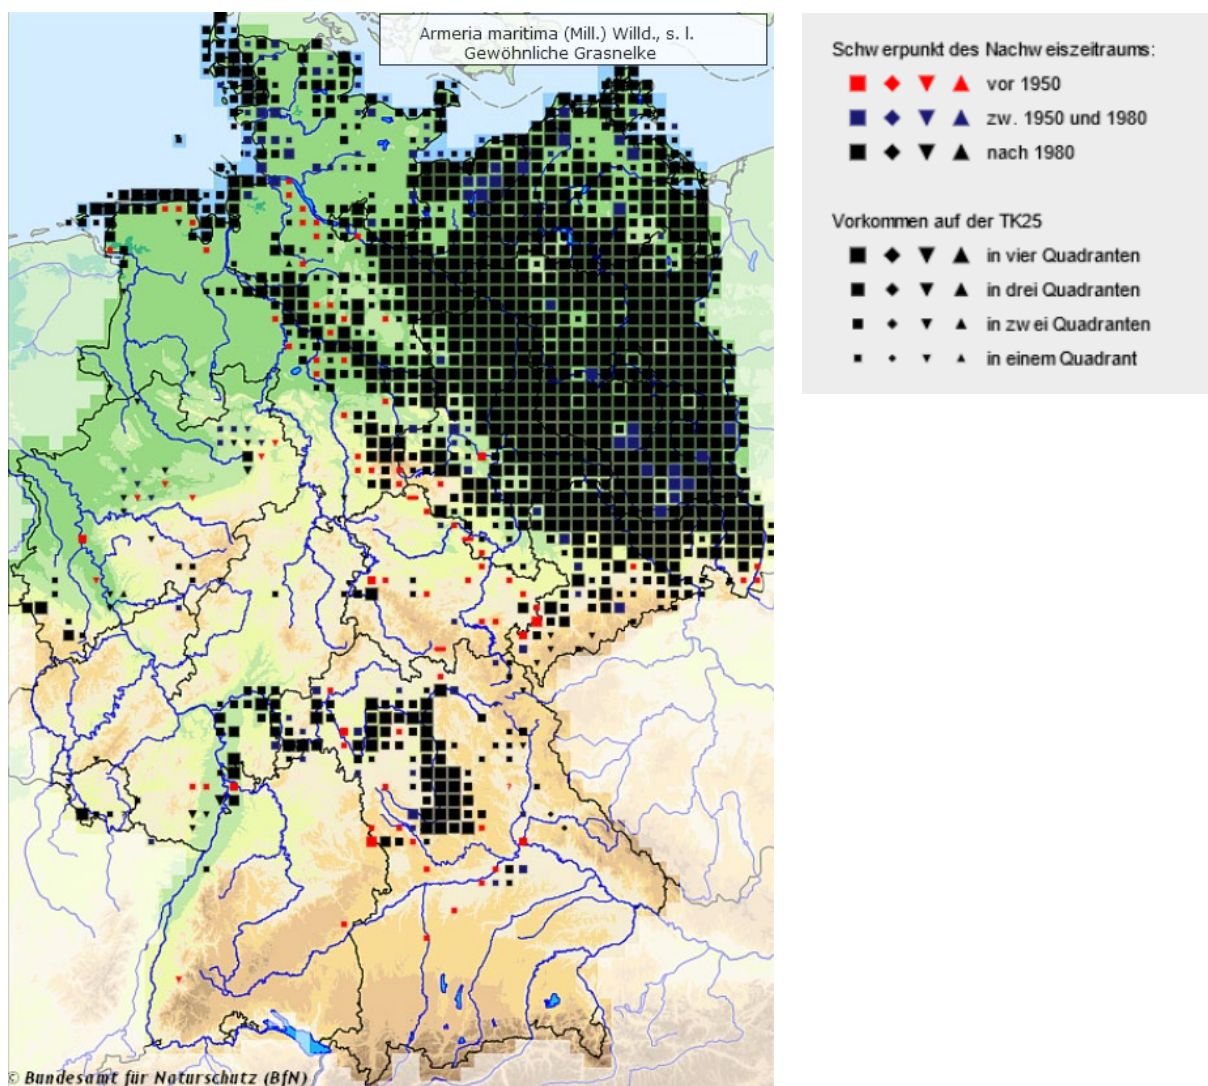 Armeria maritima (Mill.) Willd., s. l.
Gewöhnliche Grasnelke
Schwerpunkt des Nachweiszeitraums:
vor 1950
zw. 1950 und 1980
nach 1980
Vorkommen auf der TK25
in vier Quadranten
in drei Quadranten
in zwei Quadranten
in einem Quadrant
?
© Bundesamt für Naturschutz (BfN)